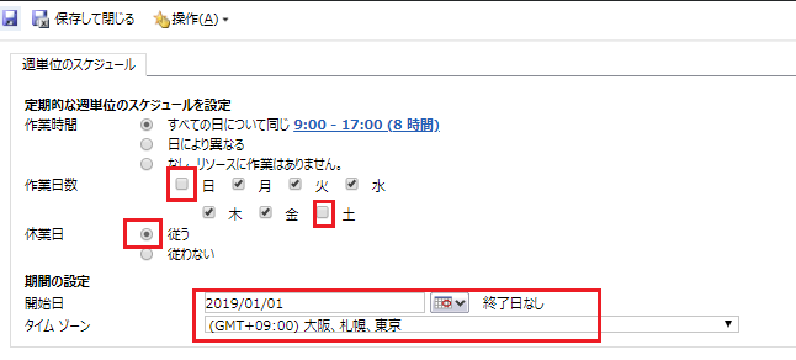 保存して閉じる 操作(A)
週単位のスケジュール
定期的な週単位のスケジュールを設定
作業時間 すべての日について同じ 9:00 - 17:00 (8 時間)
日により異なる
なし。リソースに作業はありません。
作業日数 日 月 火 水
木 金 土
休業日 従う
従わない
期間の設定
開始日 2019/01/01 終了日なし
タイム ゾーン (GMT+09:00) 大阪、札幌、東京